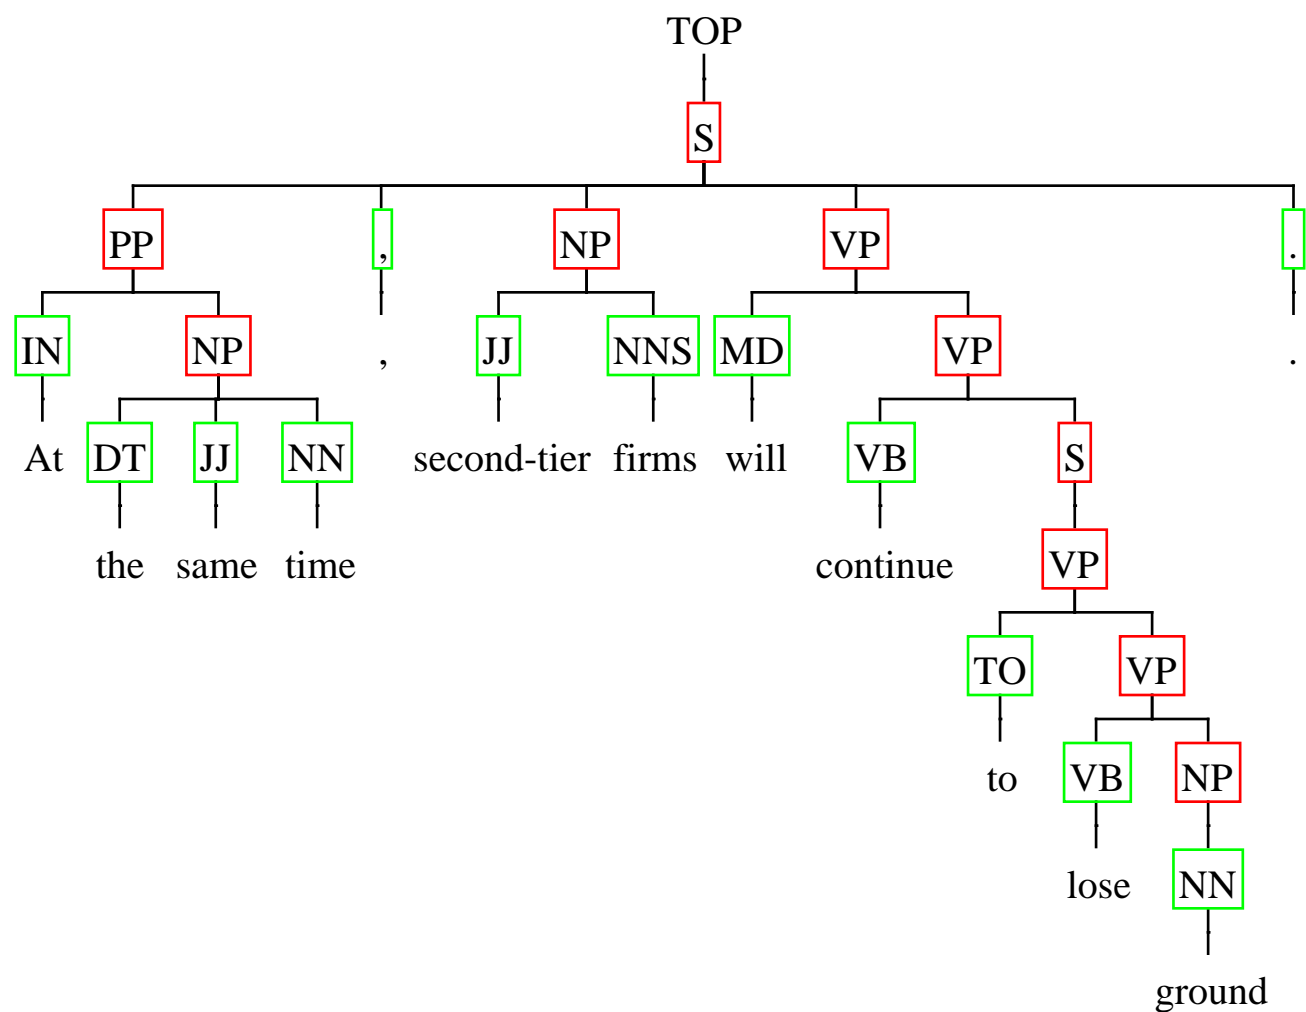 TOP
S
PP , NP VP .
IN NP , JJ NNS MD VP .
At DT JJ NN second-tier firms will VB S
the same time continue VP
TO VP
to VB NP
lose NN
ground